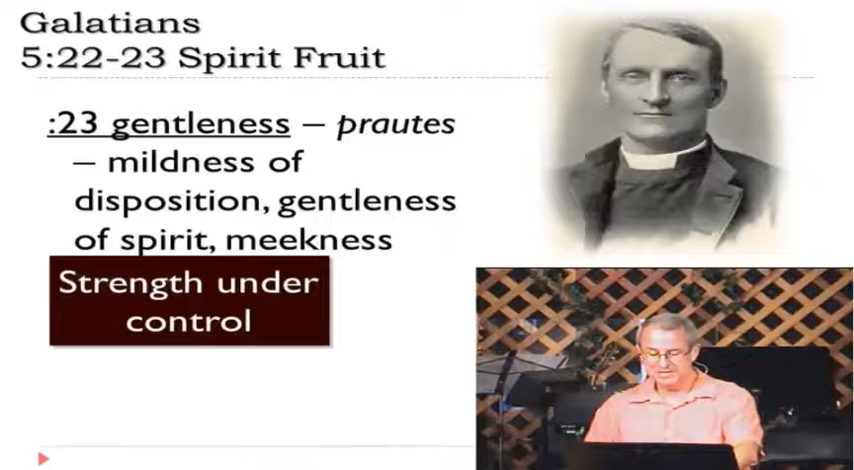 Galatians
5:22-23 Spirit Fruit
:23 gentleness – prautes
– mildness of
disposition, gentleness
of spirit, meekness
Strength under
control